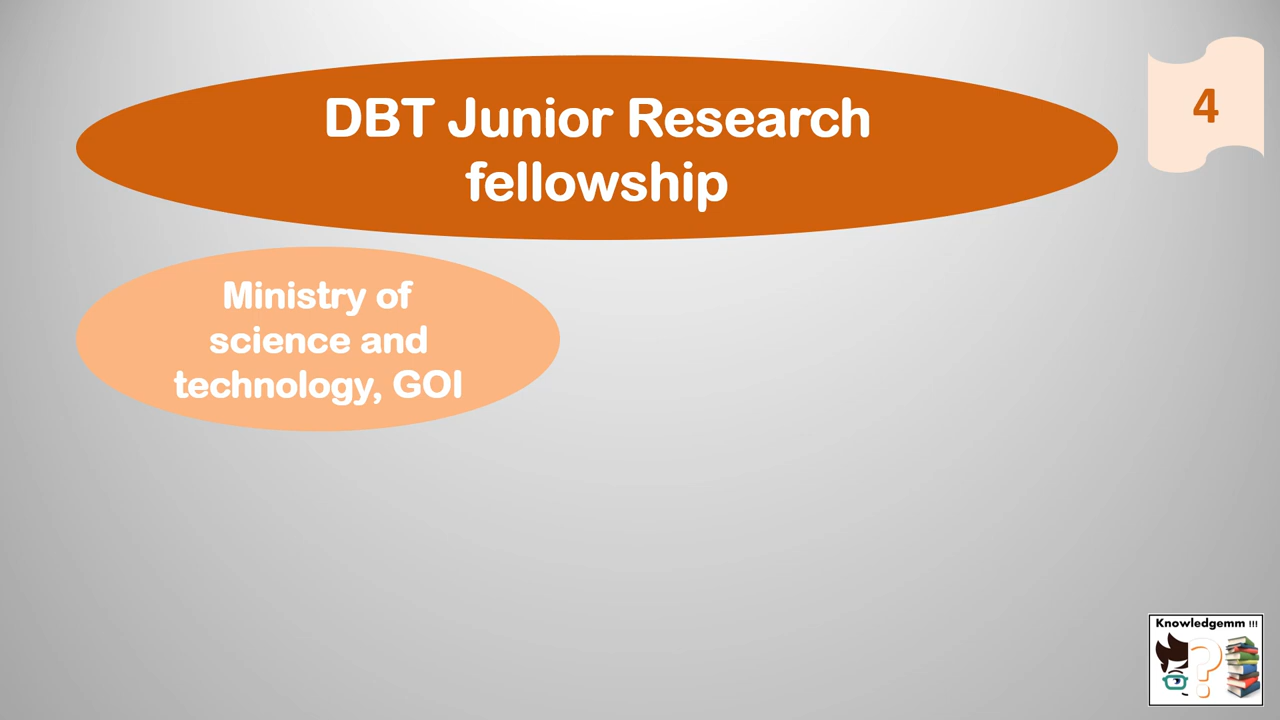 DBT Junior Research
fellowship
4
Ministry of
science and
technology, GOI
Knowledgemm !!!
?